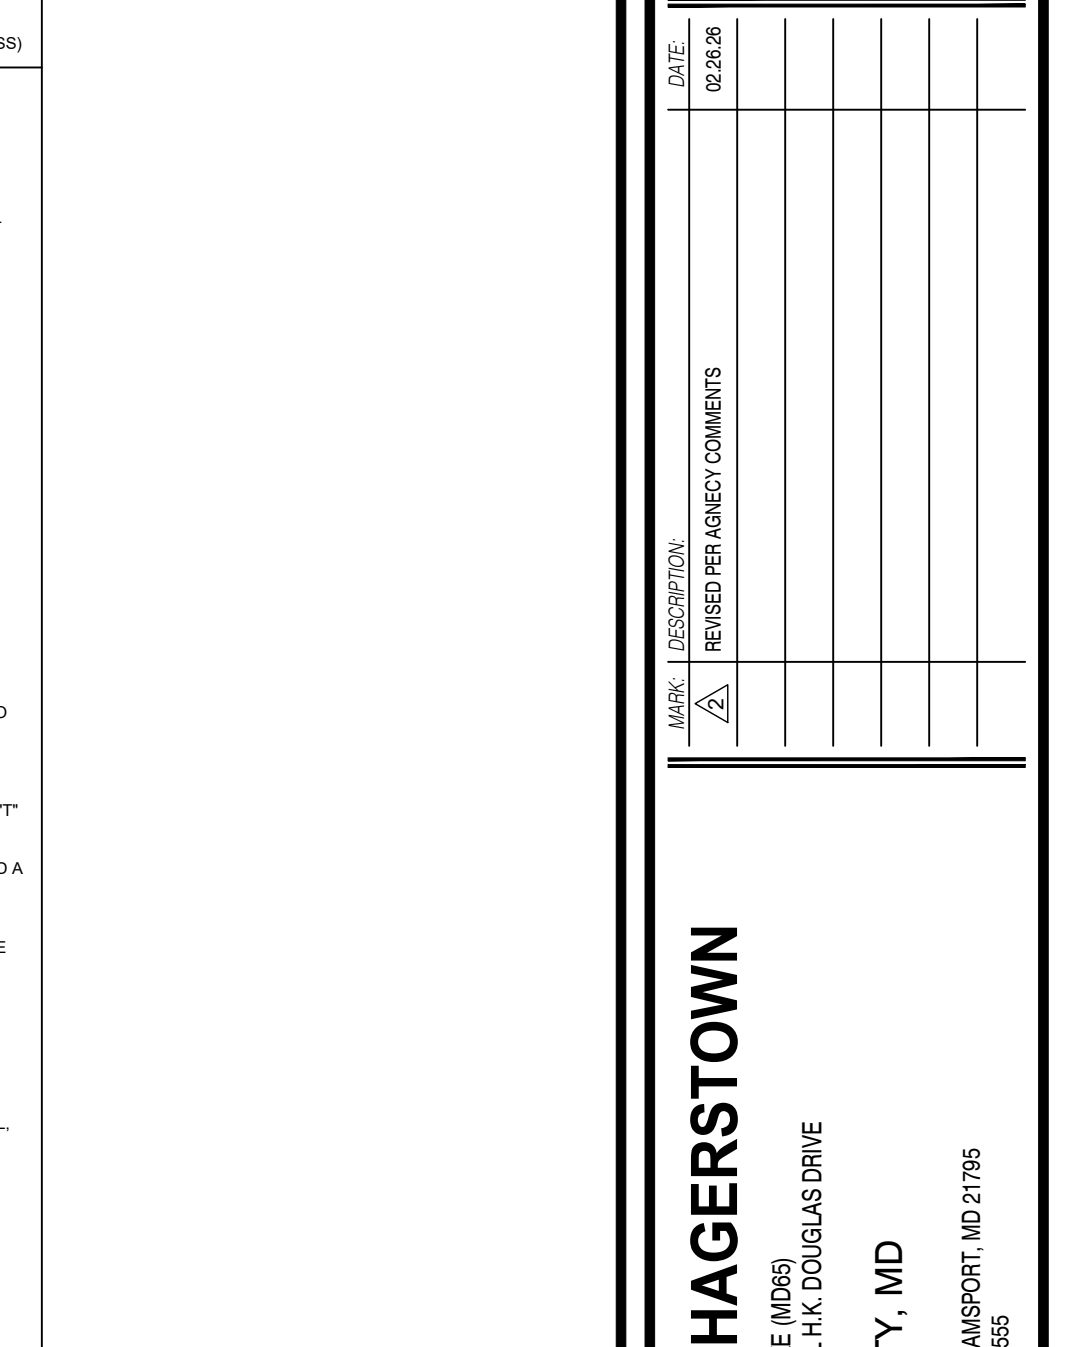 SS)
D
"T"
D A
E
L,
MARK: DESCRIPTION: DATE:
2 REVISED PER AGNECY COMMENTS 02.26.26
HAGERSTOWN
E (MD65)
H.K. DOUGLAS DRIVE
TY, MD
AMSPORT, MD 21795
555